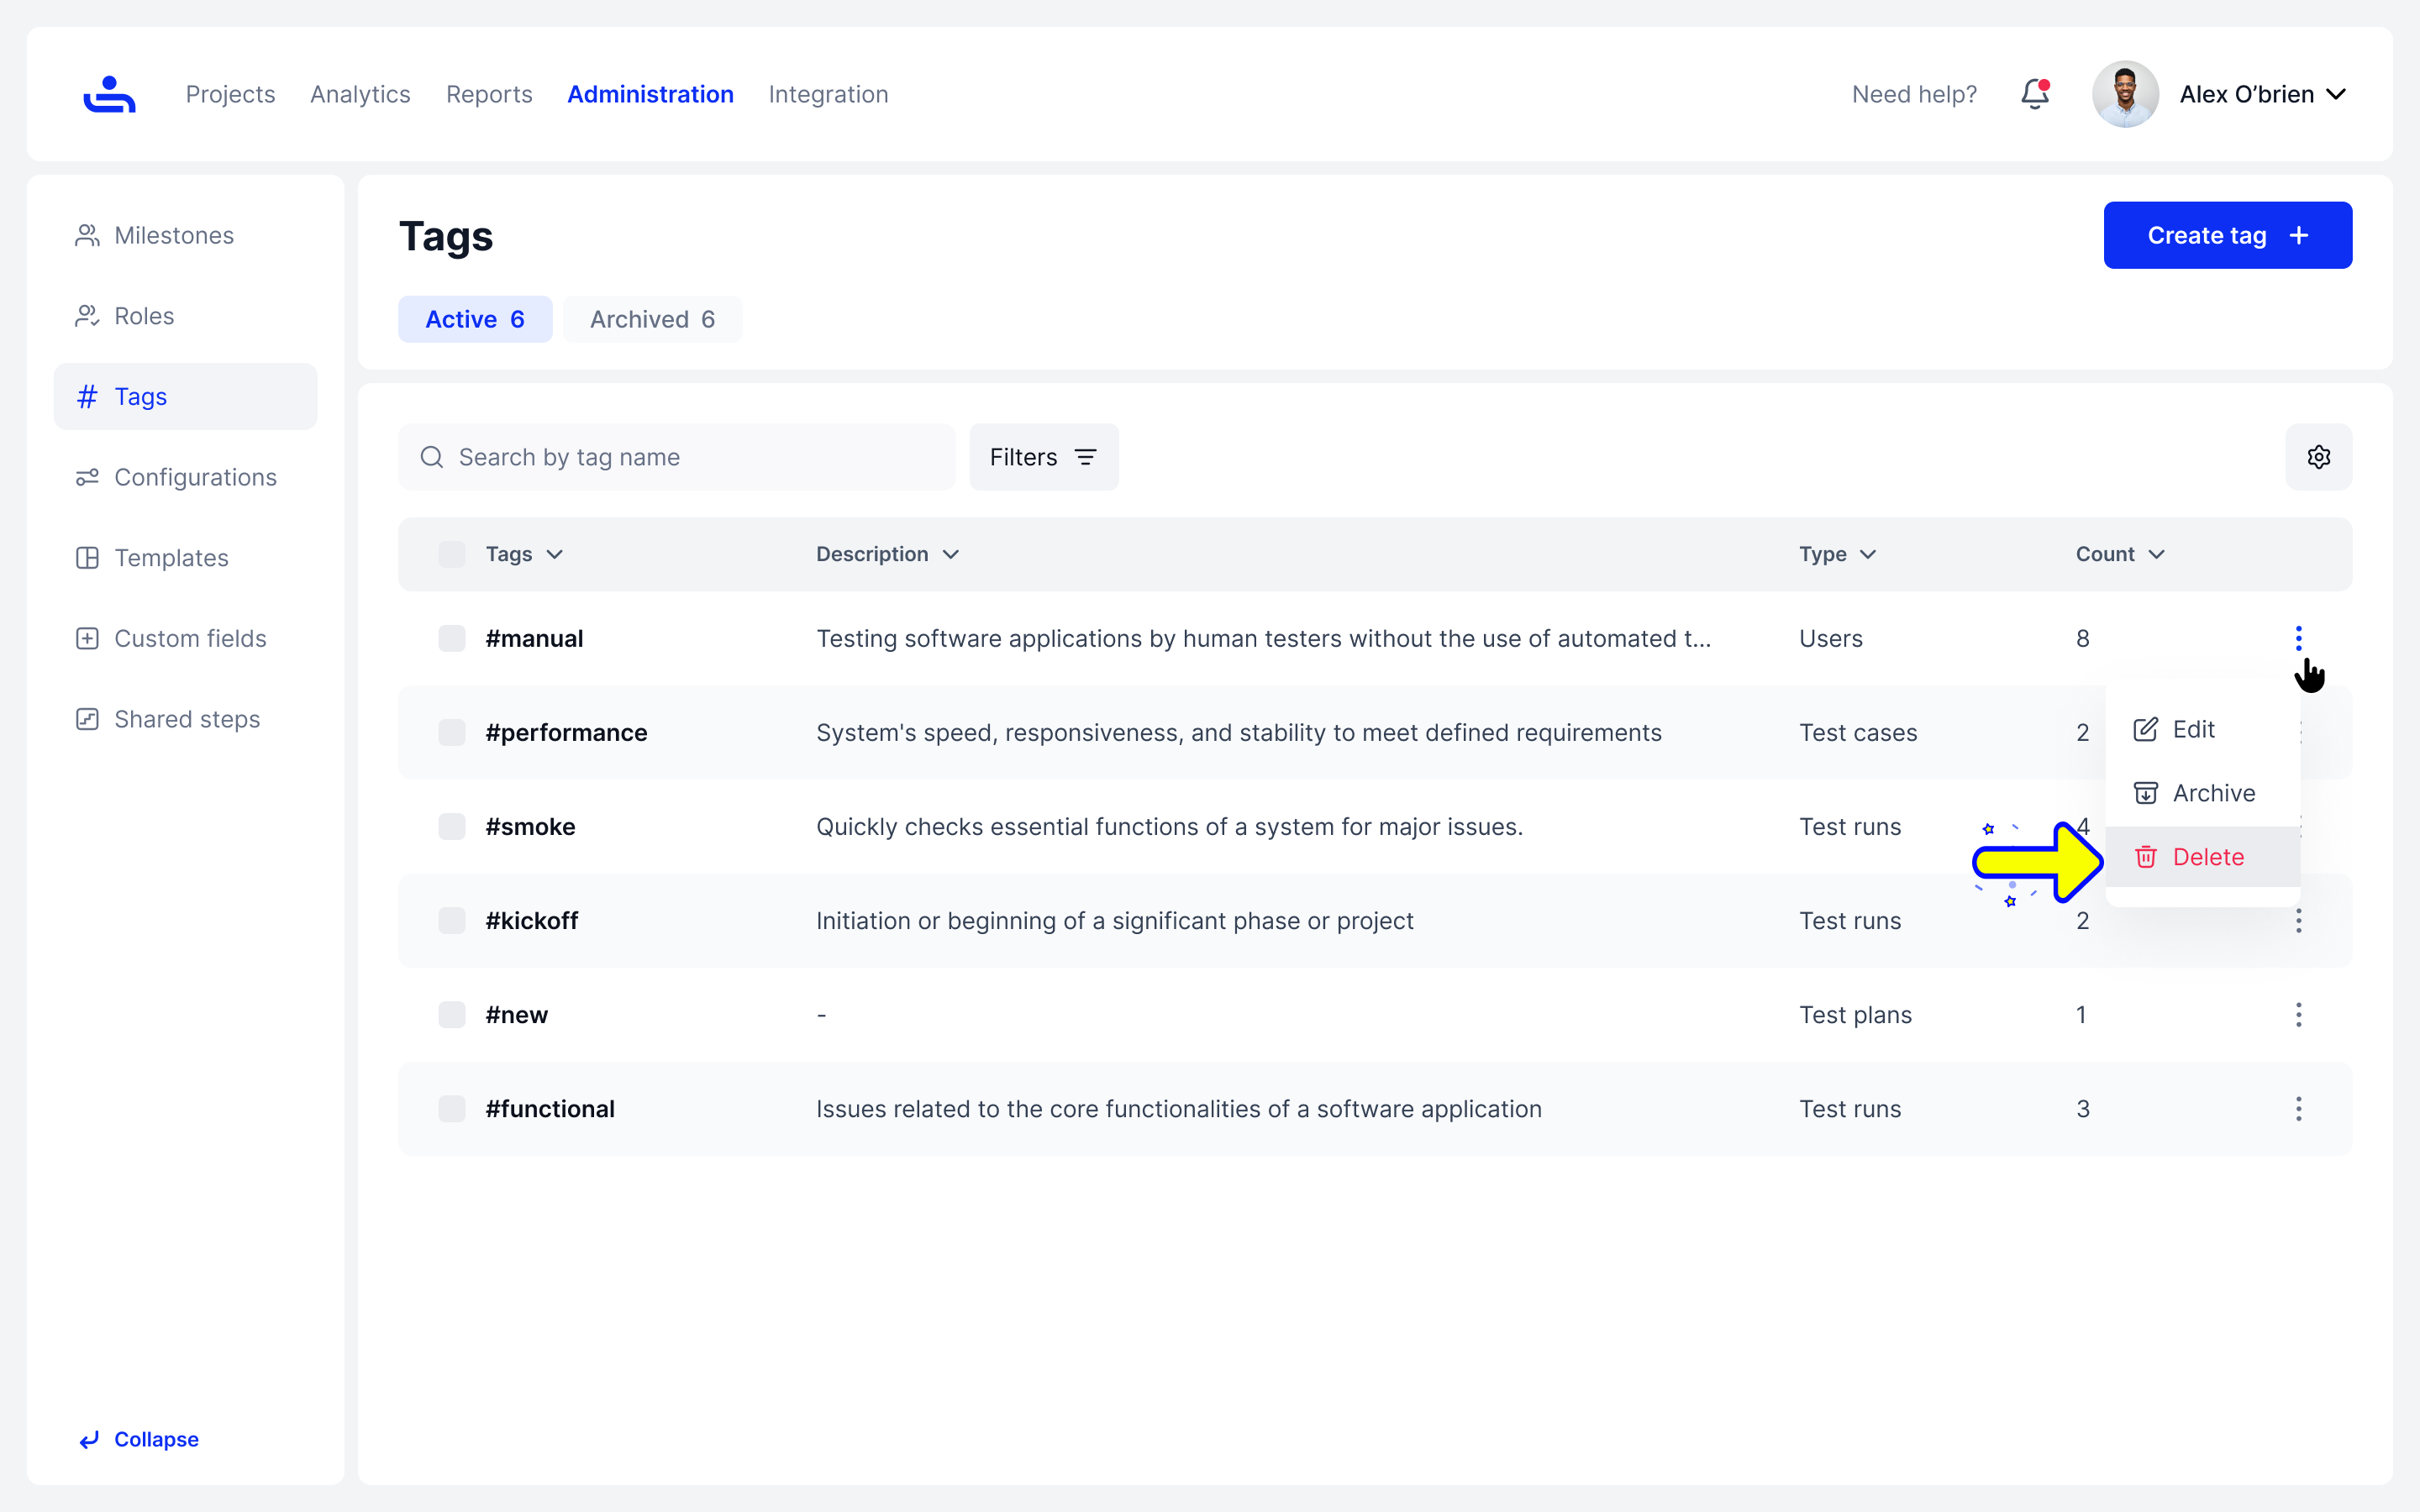 Projects Analytics Reports Administration Integration Need help? Alex O’brien
Milestones
Roles
Tags
Configurations
Templates
Custom fields
Shared steps
Collapse
Tags
Create tag
Active 6 Archived 6
Search by tag name Filters
Tags Description Type Count
#manual Testing software applications by human testers without the use of automated t... Users 8
#performance System's speed, responsiveness, and stability to meet defined requirements Test cases 2
#smoke Quickly checks essential functions of a system for major issues. Test runs 4
#kickoff Initiation or beginning of a significant phase or project Test runs 2
#new - Test plans 1
#functional Issues related to the core functionalities of a software application Test runs 3
Edit
Archive
Delete